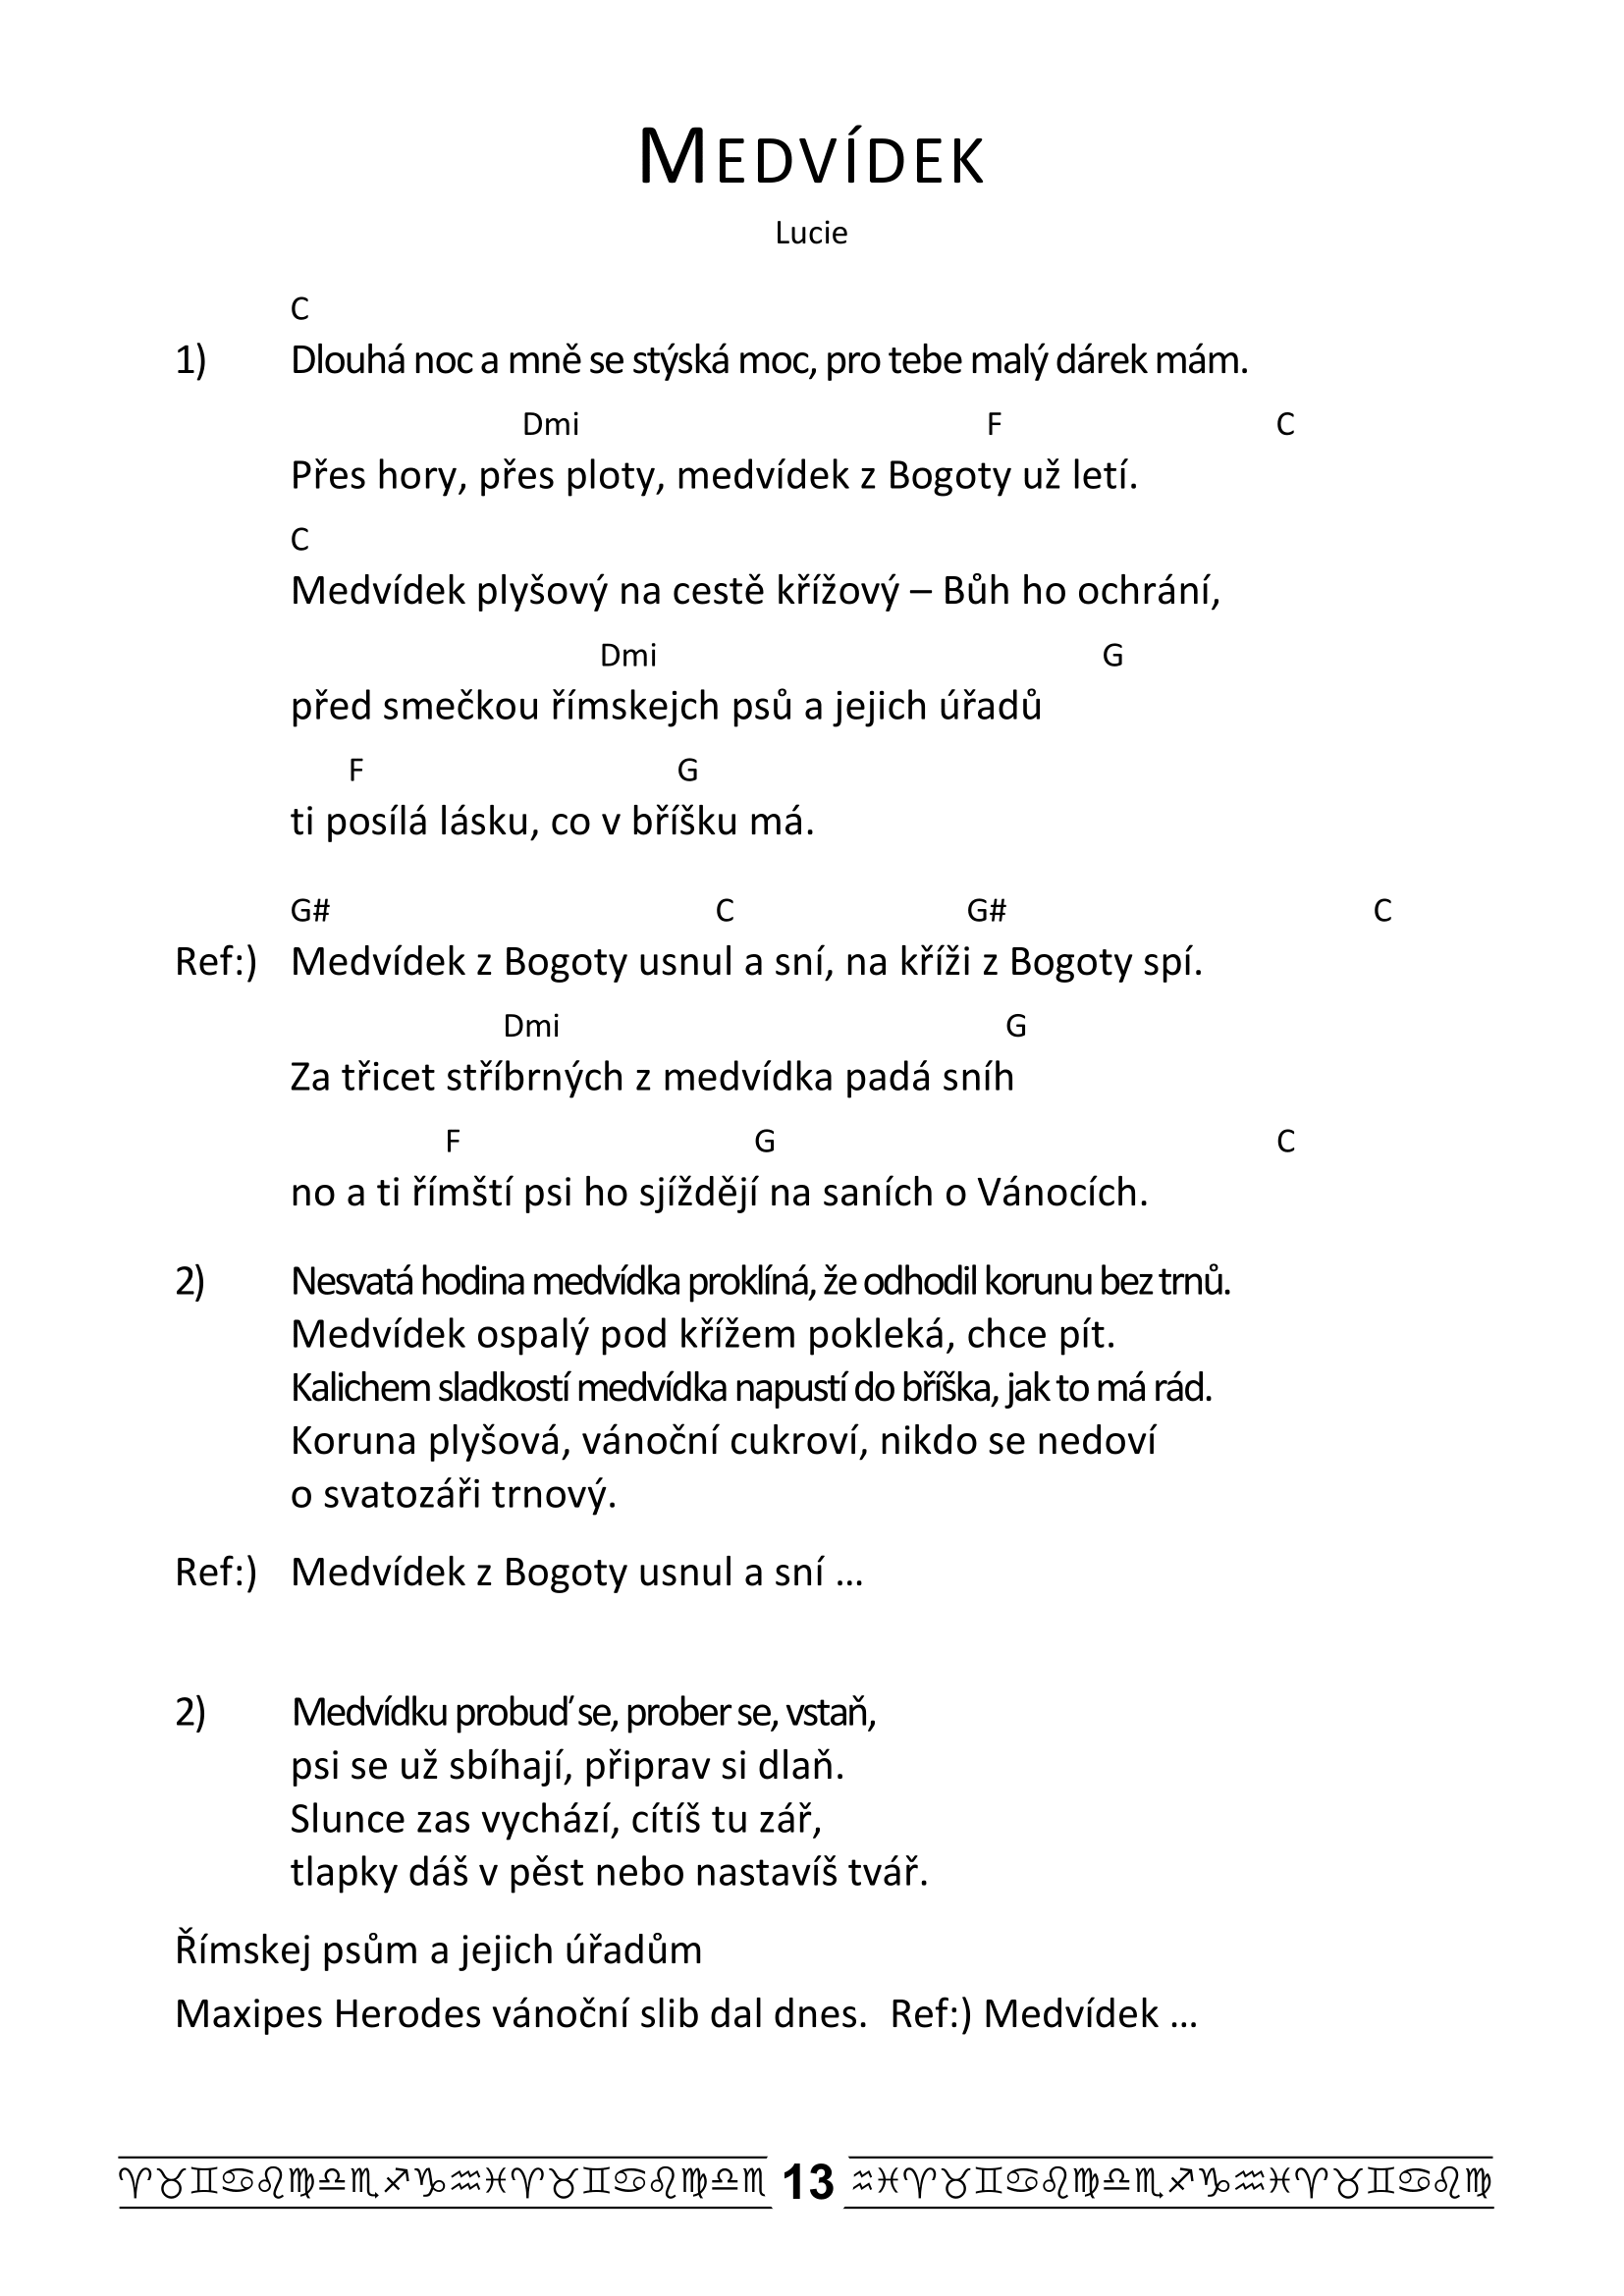 MEDVÍDEK
Lucie
C
1) Dlouhá noc a mně se stýská moc, pro tebe malý dárek mám.
Dmi F C
Přes hory, přes ploty, medvídek z Bogoty už letí.
C
Medvídek plyšový na cestě křížový – Bůh ho ochrání,
Dmi G
před smečkou římskejch psů a jejich úřadů
F G
ti posílá lásku, co v bříšku má.
G# C G# C
Ref:) Medvídek z Bogoty usnul a sní, na kříži z Bogoty spí.
Dmi G
Za třicet stříbrných z medvídka padá sníh
F G C
no a ti římští psi ho sjíždějí na saních o Vánocích.
2) Nesvatá hodina medvídka proklíná, že odhodil korunu bez trnů.
Medvídek ospalý pod křížem pokleká, chce pít.
Kalichem sladkostí medvídka napustí do bříška, jak to má rád.
Koruna plyšová, vánoční cukroví, nikdo se nedoví
o svatozáři trnový.
Ref:) Medvídek z Bogoty usnul a sní …
2) Medvídku probuď se, prober se, vstaň,
psi se už sbíhají, připrav si dlaň.
Slunce zas vychází, cítíš tu zář,
tlapky dáš v pěst nebo nastavíš tvář.
Římskej psům a jejich úřadům
Maxipes Herodes vánoční slib dal dnes. Ref:) Medvídek …
♈♉♊♋♌♍♎♏♐♑♒♓♈♉♊♋♌♍♎♏ 13 ♒♓♈♉♊♋♌♍♎♏♐♑♒♓♈♉♊♋♌♍